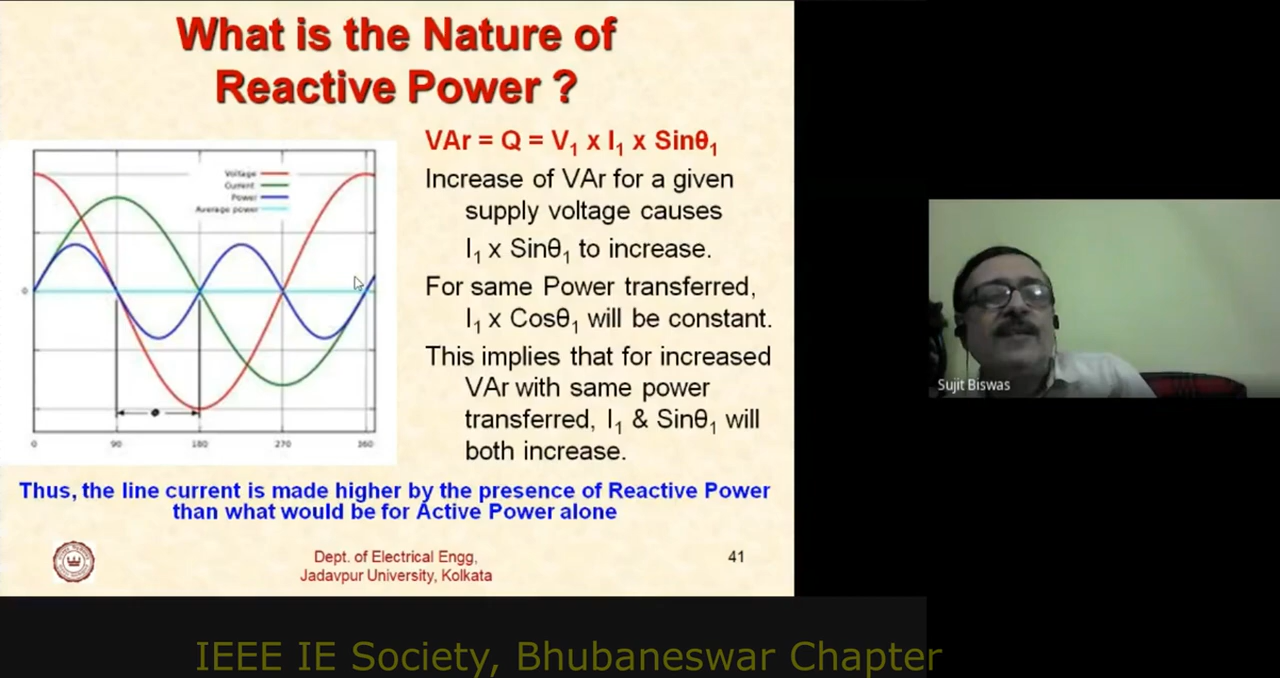 What is the Nature of
Reactive Power ?
VAr = Q = V₁ x I₁ x Sinθ₁
Increase of VAr for a given
supply voltage causes
I₁ x Sinθ₁ to increase.
For same Power transferred,
I₁ x Cosθ₁ will be constant.
This implies that for increased
VAr with same power
transferred, I₁ & Sinθ₁ will
both increase.
Voltage
Current
Power
Average power
0
Φ
0 90 180 270 360
Thus, the line current is made higher by the presence of Reactive Power
than what would be for Active Power alone
Dept. of Electrical Engg,
Jadavpur University, Kolkata
41
Sujit Biswas
IEEE IE Society, Bhubaneswar Chapter